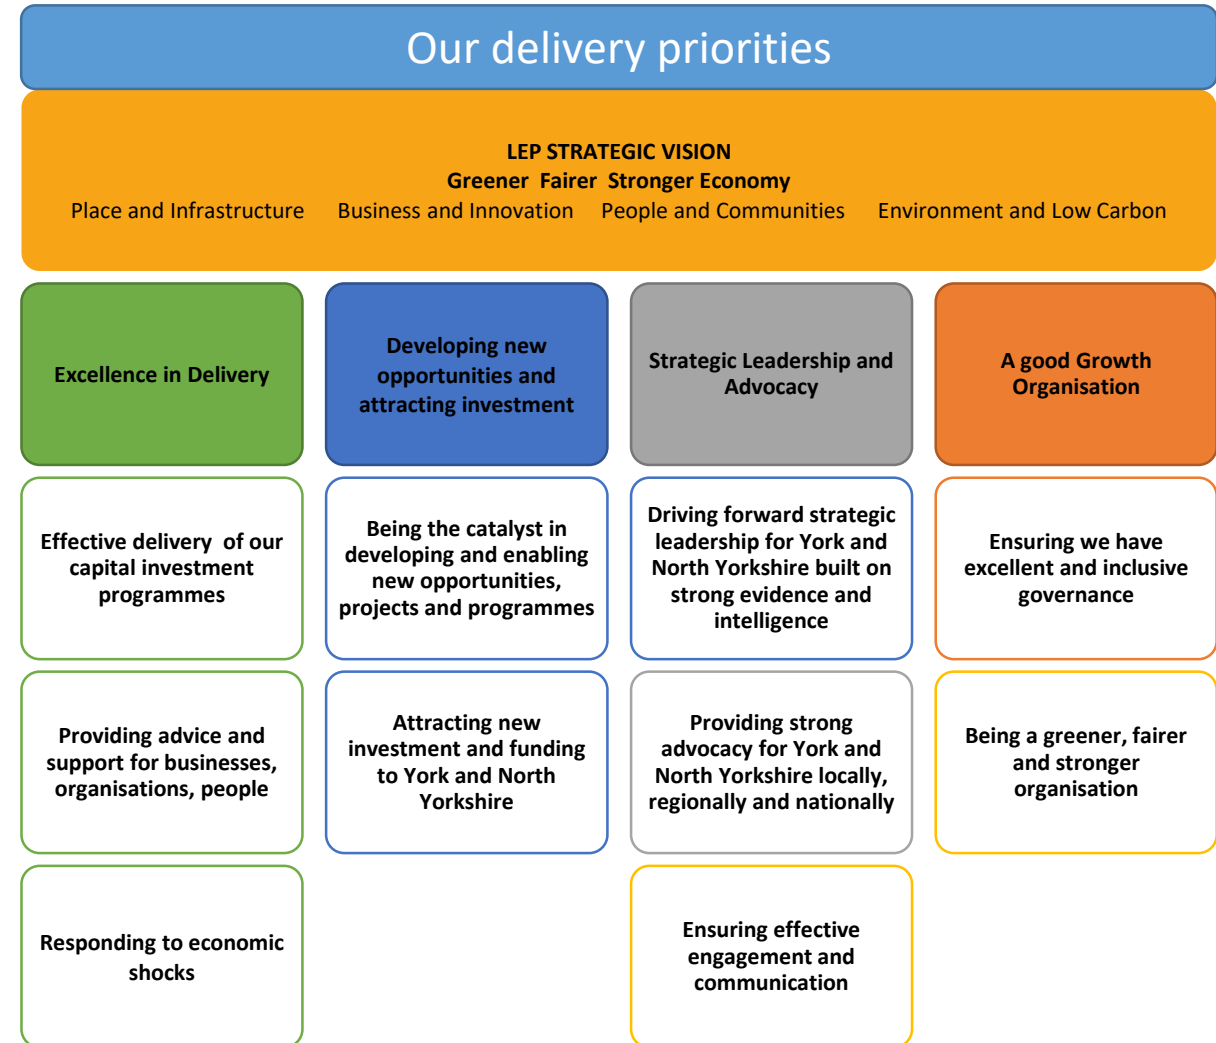 Our delivery priorities
LEP STRATEGIC VISION
Greener Fairer Stronger Economy
Place and Infrastructure Business and Innovation People and Communities Environment and Low Carbon
Excellence in Delivery
Developing new
opportunities and
attracting investment
Strategic Leadership and
Advocacy
A good Growth
Organisation
Effective delivery of our
capital investment
programmes
Being the catalyst in
developing and enabling
new opportunities,
projects and programmes
Driving forward strategic
leadership for York and
North Yorkshire built on
strong evidence and
intelligence
Ensuring we have
excellent and inclusive
governance
Providing advice and
support for businesses,
organisations, people
Attracting new
investment and funding
to York and North
Yorkshire
Providing strong
advocacy for York and
North Yorkshire locally,
regionally and nationally
Being a greener, fairer
and stronger
organisation
Responding to economic
shocks
Ensuring effective
engagement and
communication